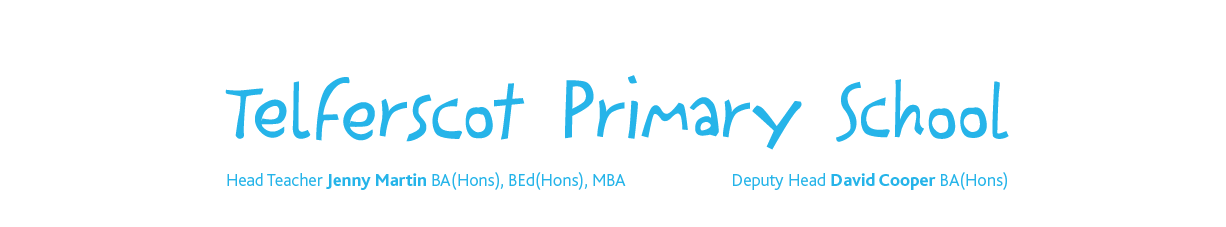 Telferscot Primary School
Head Teacher Jenny Martin BA(Hons), BEd(Hons), MBA Deputy Head David Cooper BA(Hons)